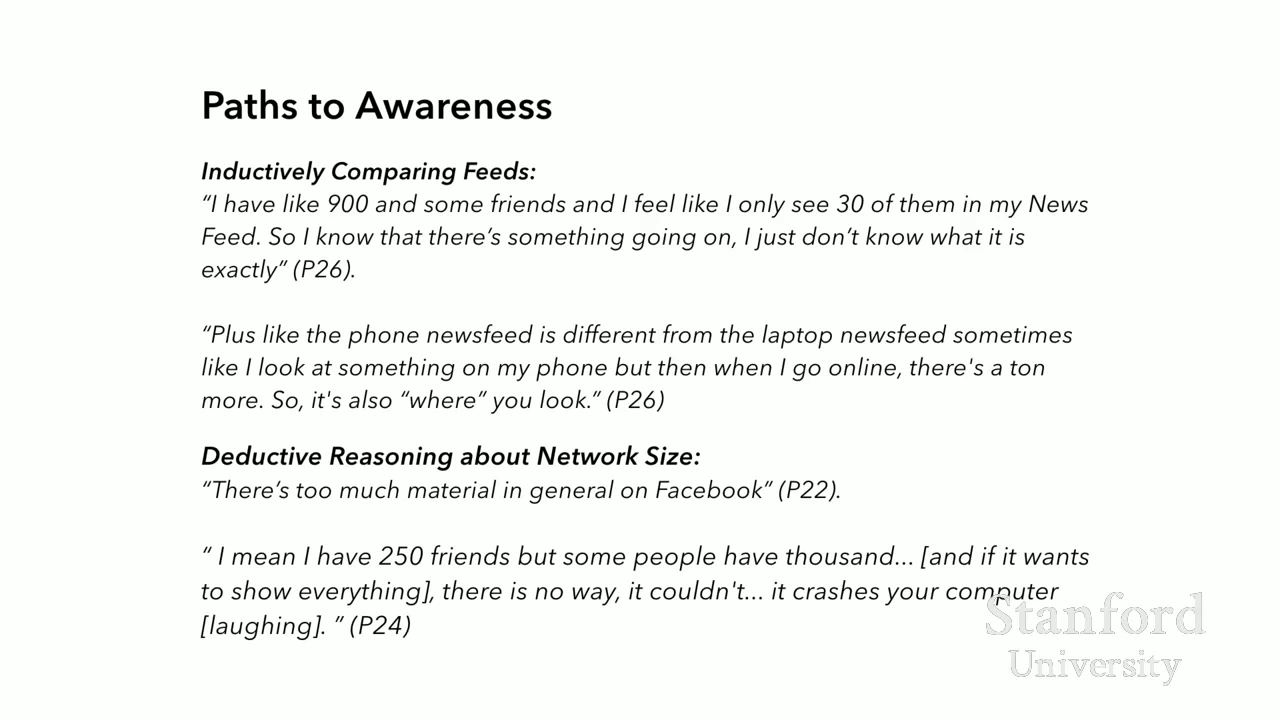 Paths to Awareness
Inductively Comparing Feeds:
“I have like 900 and some friends and I feel like I only see 30 of them in my News
Feed. So I know that there’s something going on, I just don’t know what it is
exactly” (P26).
“Plus like the phone newsfeed is different from the laptop newsfeed sometimes
like I look at something on my phone but then when I go online, there's a ton
more. So, it's also “where” you look.” (P26)
Deductive Reasoning about Network Size:
“There’s too much material in general on Facebook” (P22).
“ I mean I have 250 friends but some people have thousand... [and if it wants
to show everything], there is no way, it couldn't... it crashes your computer
[laughing]. ” (P24)
Stanford
University